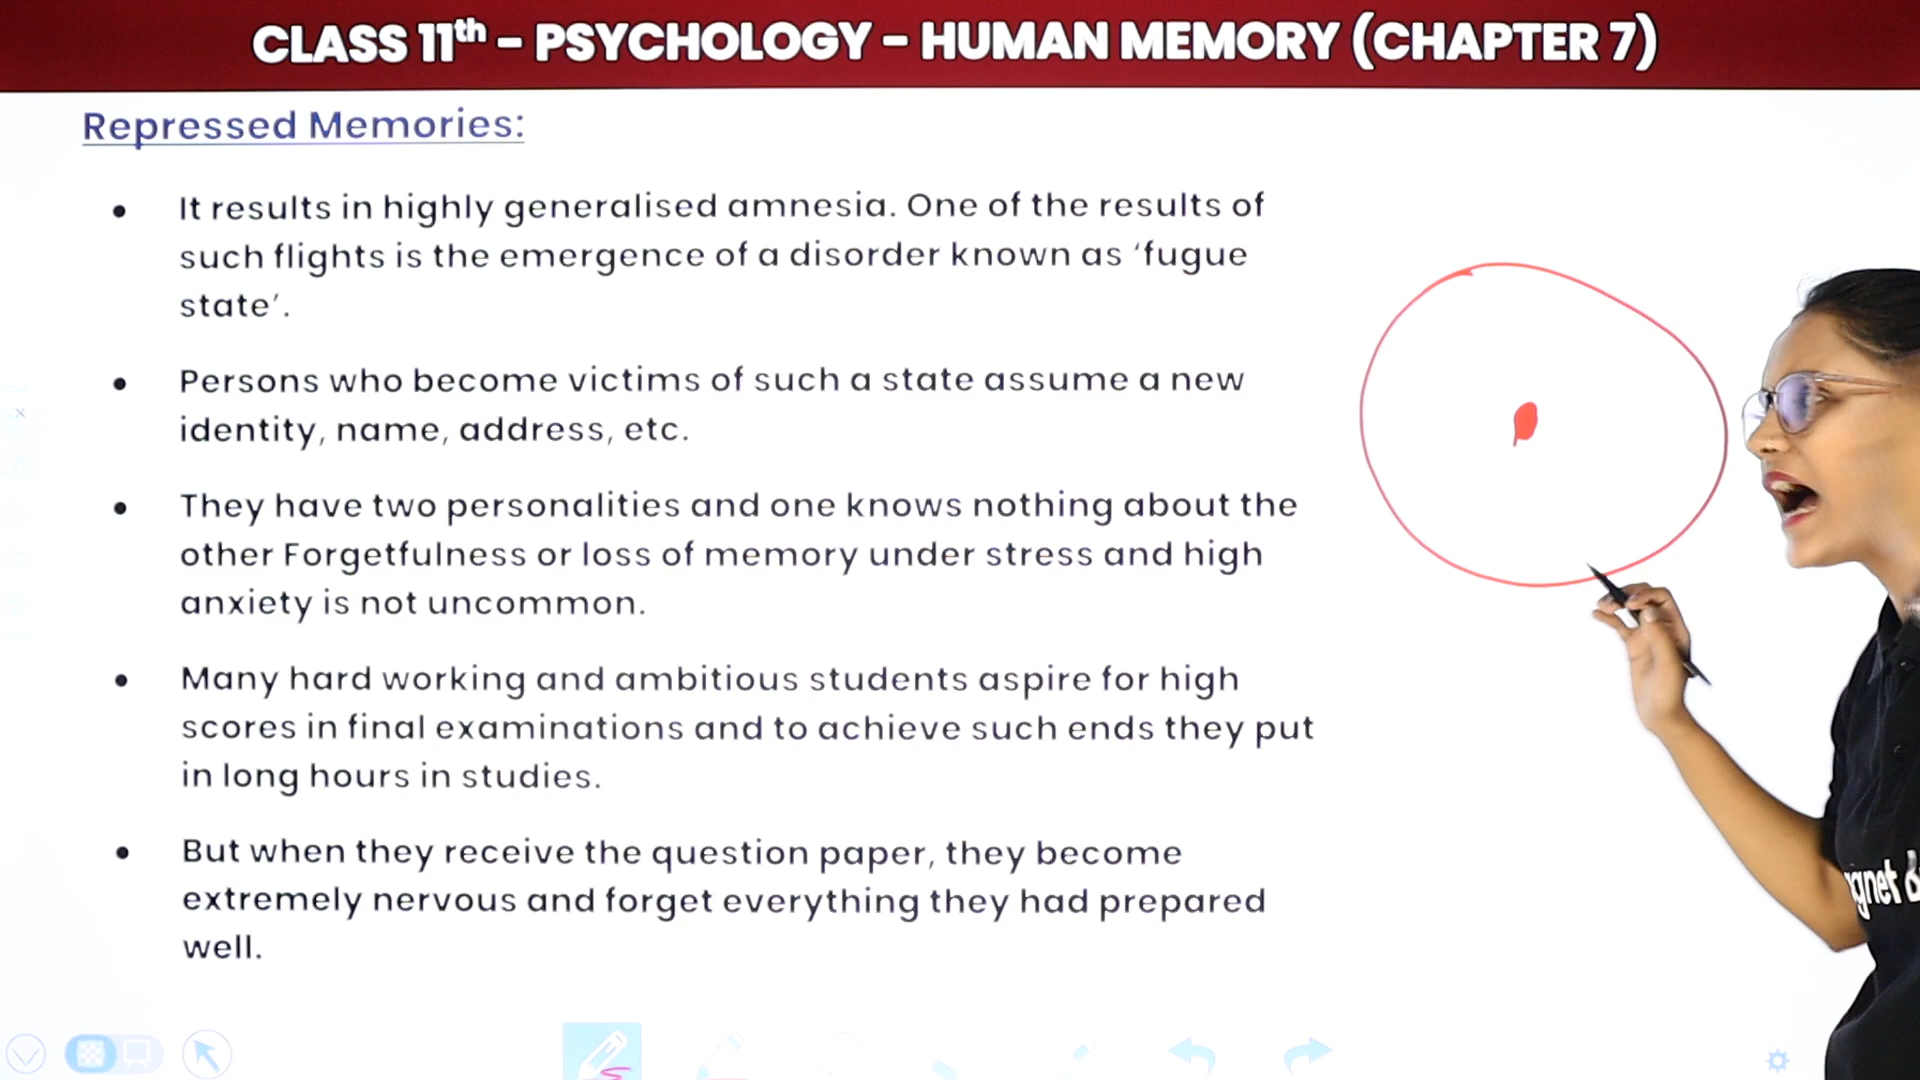 CLASS 11th - PSYCHOLOGY - HUMAN MEMORY (CHAPTER 7)
Repressed Memories:
• It results in highly generalised amnesia. One of the results of
such flights is the emergence of a disorder known as ‘fugue
state’.
• Persons who become victims of such a state assume a new
identity, name, address, etc.
• They have two personalities and one knows nothing about the
other Forgetfulness or loss of memory under stress and high
anxiety is not uncommon.
• Many hard working and ambitious students aspire for high
scores in final examinations and to achieve such ends they put
in long hours in studies.
• But when they receive the question paper, they become
extremely nervous and forget everything they had prepared
well.